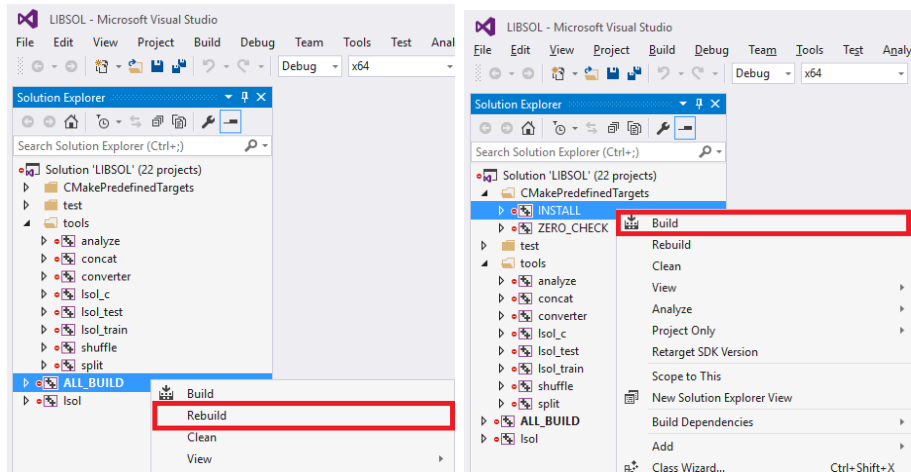 LIBSOL - Microsoft Visual Studio
File Edit View Project Build Debug Team Tools Test Anal
Debug x64
Solution Explorer
Search Solution Explorer (Ctrl+;)
Solution 'LIBSOL' (22 projects)
CMakePredefinedTargets
test
tools
analyze
concat
converter
lsol_c
lsol_test
lsol_train
shuffle
split
ALL_BUILD
lsol
Build
Rebuild
Clean
View
LIBSOL - Microsoft Visual Studio
File Edit View Project Build Debug Team Tools Test Analy
Debug x64
Solution Explorer
Search Solution Explorer (Ctrl+;)
Solution 'LIBSOL' (22 projects)
CMakePredefinedTargets
INSTALL
ZERO_CHECK
test
tools
analyze
concat
converter
lsol_c
lsol_test
lsol_train
shuffle
split
ALL_BUILD
lsol
Build
Rebuild
Clean
View
Analyze
Project Only
Retarget SDK Version
Scope to This
New Solution Explorer View
Build Dependencies
Add
Class Wizard... Ctrl+Shift+X